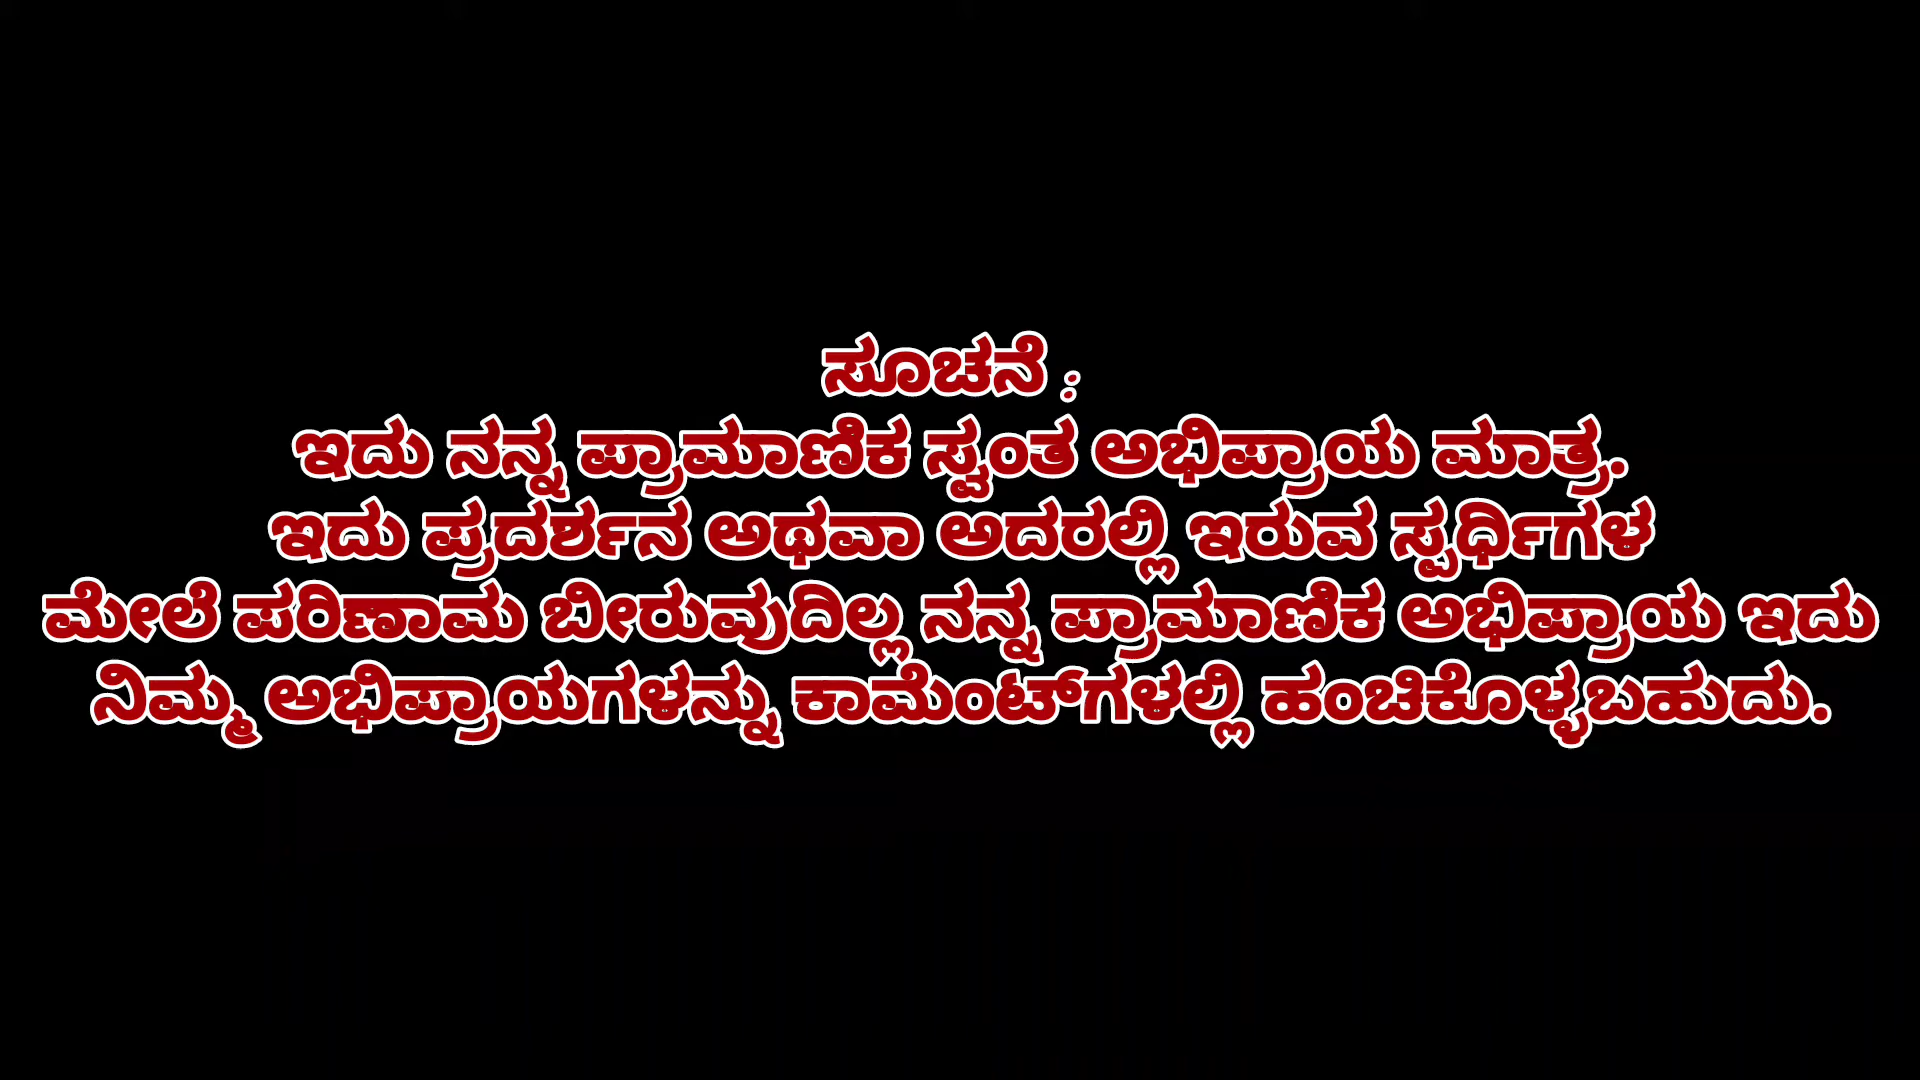 ಸೂಚನೆ :
ಇದು ನನ್ನ ಪ್ರಾಮಾಣಿಕ ಸ್ವಂತ ಅಭಿಪ್ರಾಯ ಮಾತ್ರ.
ಇದು ಪ್ರದರ್ಶನ ಅಥವಾ ಅದರಲ್ಲಿ ಇರುವ ಸ್ಪರ್ಧಿಗಳ
ಮೇಲೆ ಪರಿಣಾಮ ಬೀರುವುದಿಲ್ಲ ನನ್ನ ಪ್ರಾಮಾಣಿಕ ಅಭಿಪ್ರಾಯ ಇದು
ನಿಮ್ಮ ಅಭಿಪ್ರಾಯಗಳನ್ನು ಕಾಮೆಂಟ್‌ಗಳಲ್ಲಿ ಹಂಚಿಕೊಳ್ಳಬಹುದು.